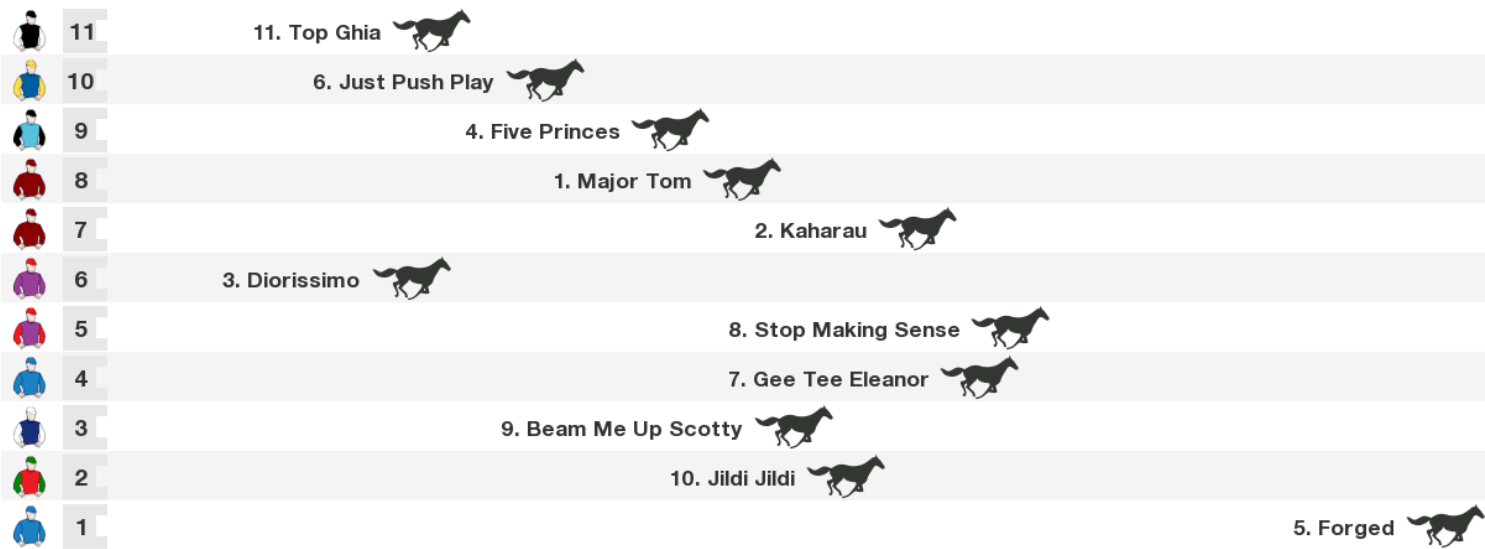 11 11. Top Ghia
10 6. Just Push Play
9 4. Five Princes
8 1. Major Tom
7 2. Kaharau
6 3. Diorissimo
5 8. Stop Making Sense
4 7. Gee Tee Eleanor
3 9. Beam Me Up Scotty
2 10. Jildi Jildi
1 5. Forged